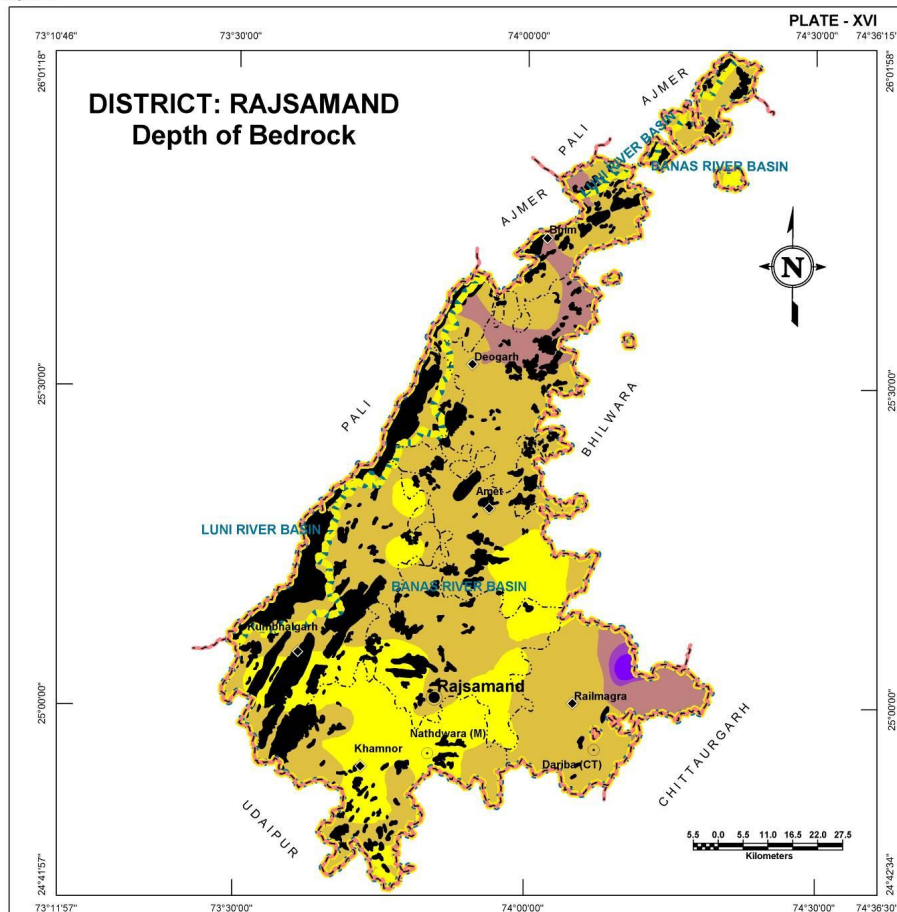 PLATE - XVI
73°10'46"
73°30'00"
74°00'00"
74°30'00"
74°36'15"
26°01'18"
26°01'58"
DISTRICT: RAJSAMAND
Depth of Bedrock
AJMER
PALI
LUNI RIVER BASIN
BANAS RIVER BASIN
AJMER
Bhim
N
Deogarh
25°30'00"
25°30'00"
PALI
BHILWARA
Amet
LUNI RIVER BASIN
BANAS RIVER BASIN
Kumbhalgarh
Rajsamand
Railmagra
25°00'00"
25°00'00"
Nathdwara (M)
Khamnor
Dariba (CT)
CHITTAURGARH
UDAIPUR
5.5 0.0 5.5 11.0 16.5 22.0 27.5
Kilometers
24°41'57"
24°42'34"
73°11'57"
73°30'00"
74°00'00"
74°30'00"
74°36'30"